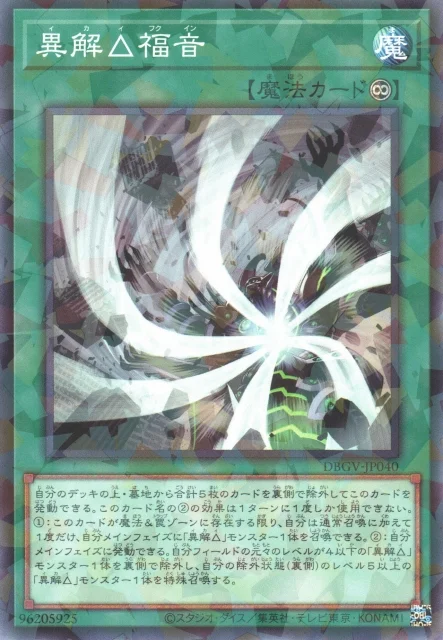 異解△福音
イカイフクイン
魔
【魔法カード♾】
DBGV-JP040
自分のデッキの上・墓地から合計5枚のカードを裏側で除外してこのカードを
発動できる。このカード名の②の効果は1ターンに1度しか使用できない。
①:このカードが魔法&罠ゾーンに存在する限り、自分は通常召喚に加えて
1度だけ、自分メインフェイズに「異解△」モンスター1体を召喚できる。②:自分
メインフェイズに発動できる。自分フィールドの元々のレベルが4以下の「異解△」
モンスター1体を裏側で除外し、自分の除外状態(裏側)のレベル5以上の
「異解△」モンスター1体を特殊召喚する。
96205925
©スタジオ・ダイス/集英社・テレビ東京・KONAMI